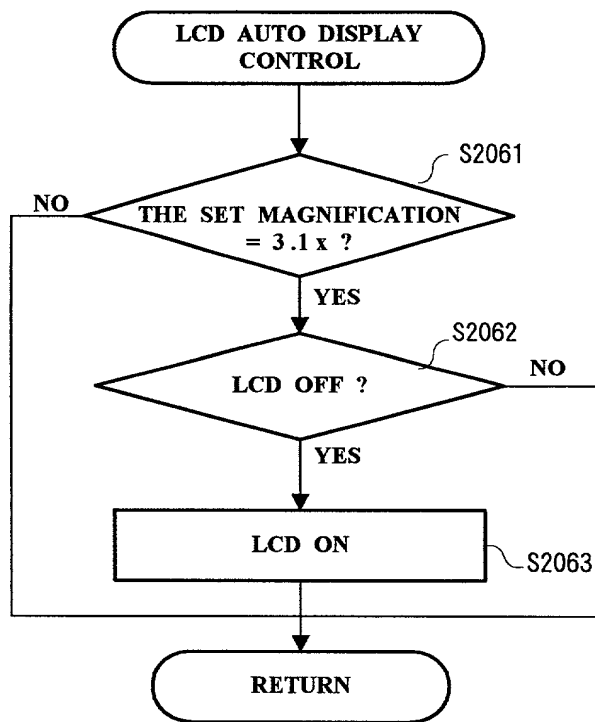 LCD AUTO DISPLAY
CONTROL
S2061
NO
THE SET MAGNIFICATION
= 3.1x ?
YES
S2062
LCD OFF ?
NO
YES
LCD ON
S2063
RETURN